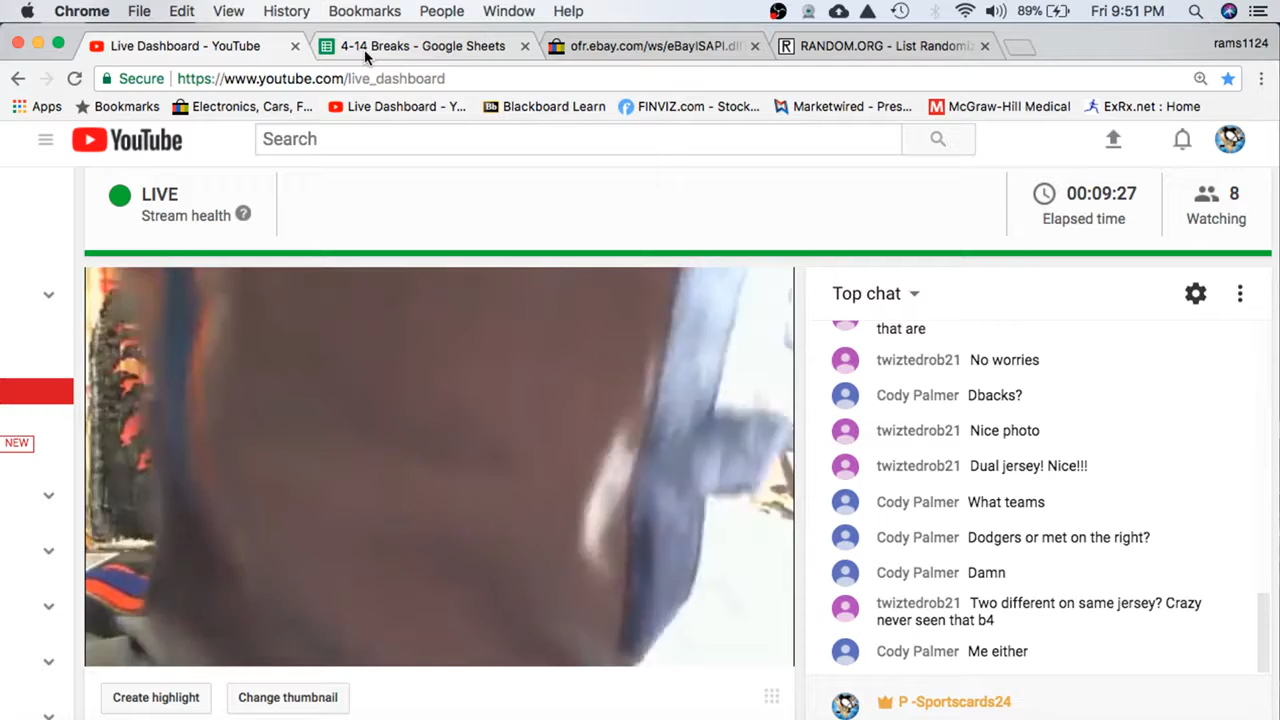 Chrome File Edit View History Bookmarks People Window Help 89% Fri 9:51 PM
Live Dashboard - YouTube 4-14 Breaks - Google Sheets ofr.ebay.com/ws/eBayISAPI.dll RANDOM.ORG - List Randomiz rams1124
Secure https://www.youtube.com/live_dashboard
Apps Bookmarks Electronics, Cars, F... Live Dashboard - Y... Bb Blackboard Learn FINVIZ.com - Stock... Marketwired - Pres... M McGraw-Hill Medical ExRx.net : Home
YouTube Search
LIVE
Stream health ?
00:09:27
Elapsed time
8
Watching
NEW
Top chat
that are
twiztedrob21 No worries
Cody Palmer Dbacks?
twiztedrob21 Nice photo
twiztedrob21 Dual jersey! Nice!!!
Cody Palmer What teams
Cody Palmer Dodgers or met on the right?
Cody Palmer Damn
twiztedrob21 Two different on same jersey? Crazy
never seen that b4
Cody Palmer Me either
P -Sportscards24
Create highlight Change thumbnail